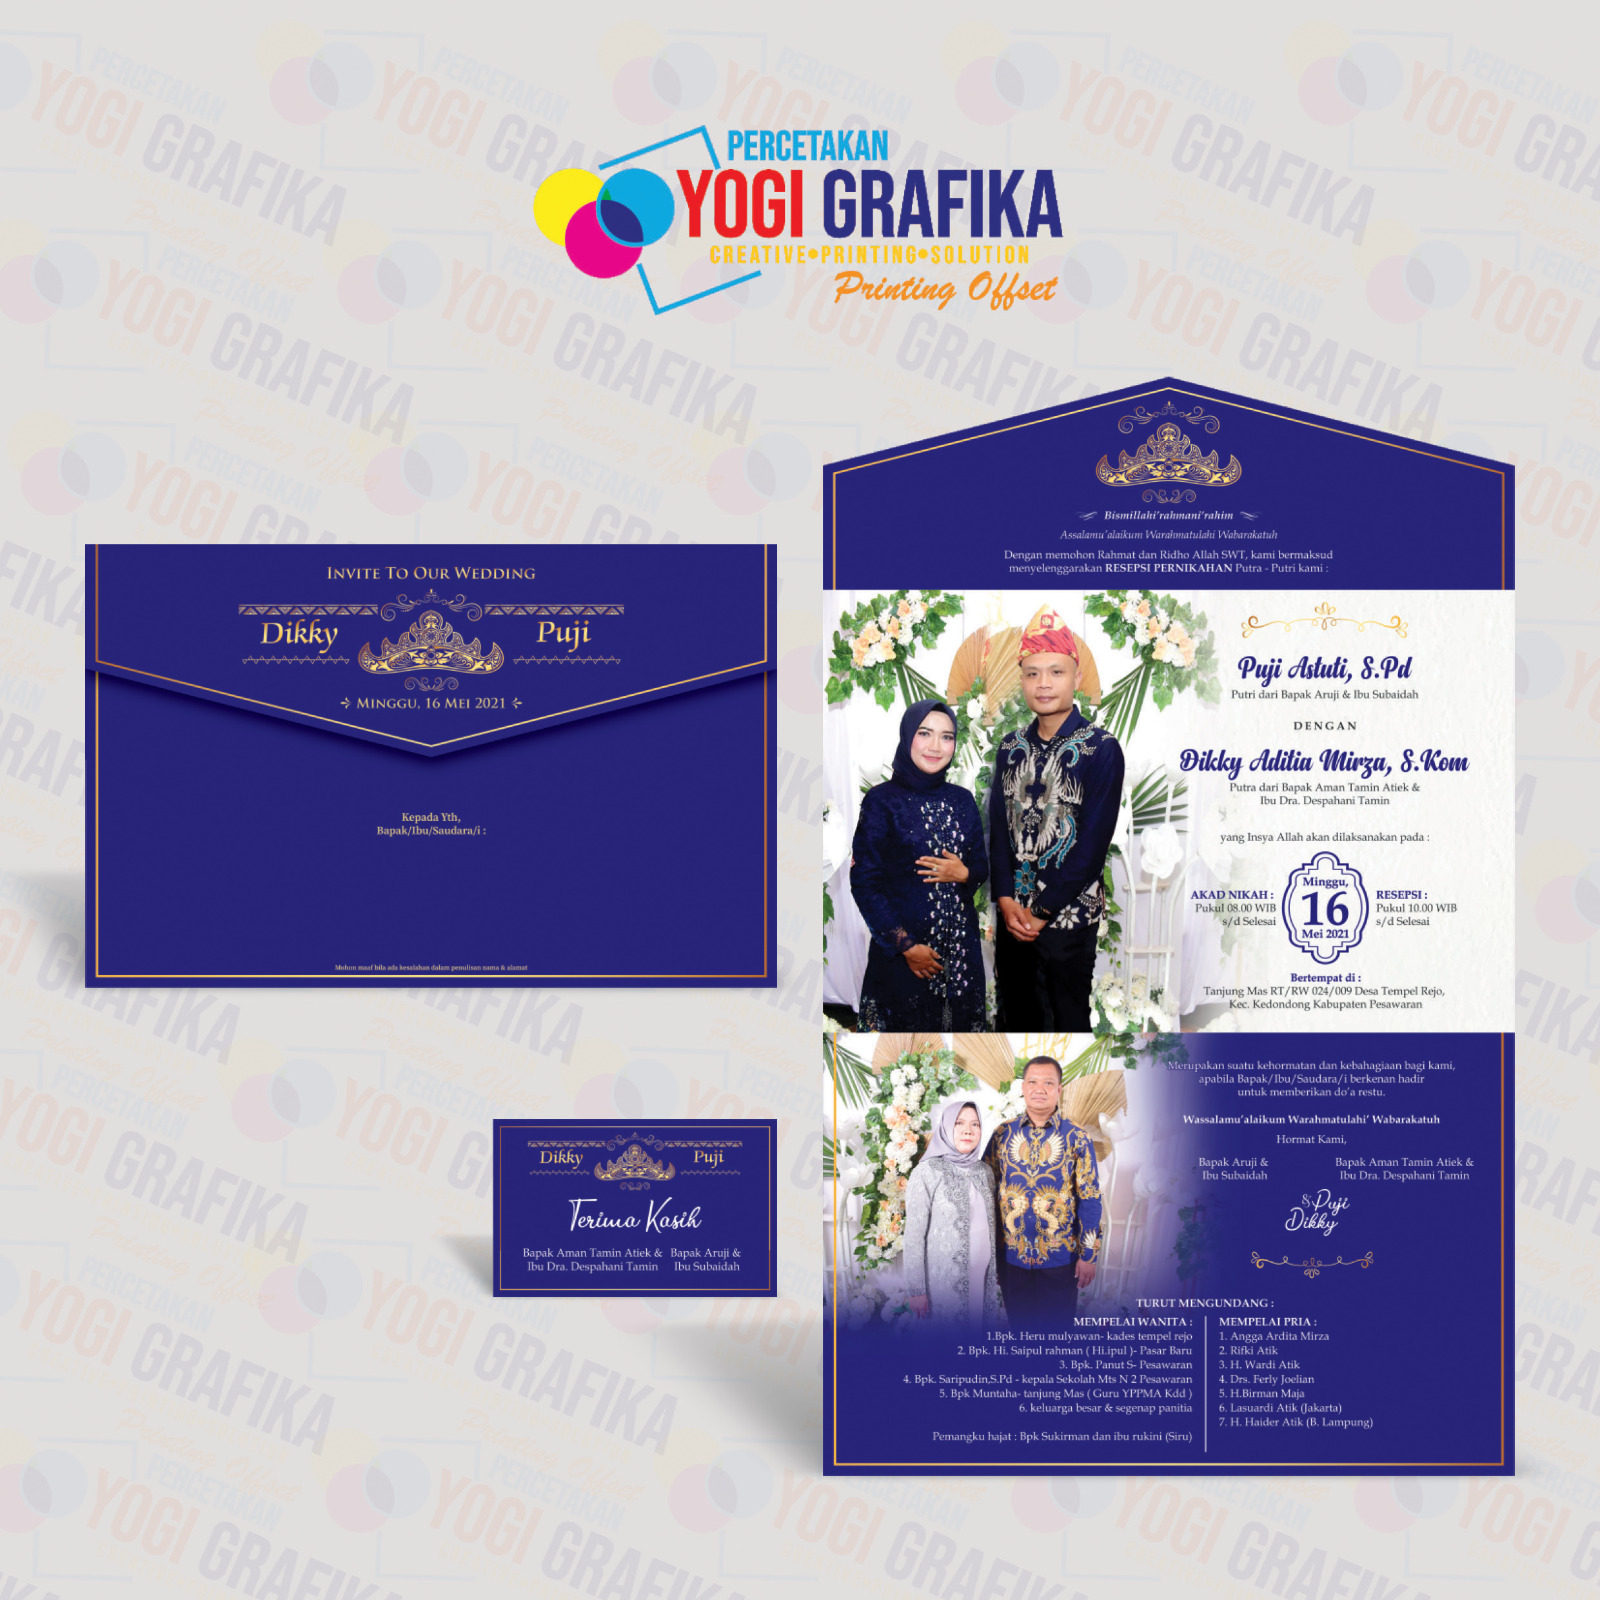 PERCETAKAN
YOGI GRAFIKA
CREATIVE•PRINTING•SOLUTION
Printing Offset
INVITE TO OUR WEDDING
Dikky Puji
MINGGU, 16 MEI 2021
Kepada Yth,
Bapak/Ibu/Saudara/i :
Mohon maaf bila ada kesalahan dalam penulisan nama & alamat
Dikky Puji
Terima Kasih
Bapak Aman Tamin Atiek & Bapak Aruji &
Ibu Dra. Despahani Tamin Ibu Subaidah
Bismillahi'rahmani'rahim
Assalamu'alaikum Warahmatulahi Wabarakatuh
Dengan memohon Rahmat dan Ridho Allah SWT, kami bermaksud
menyelenggarakan RESEPSI PERNIKAHAN Putra - Putri kami :
Puji Astuti, S.Pd
Putri dari Bapak Aruji & Ibu Subaidah
DENGAN
Dikky Aditia Mirza, S.Kom
Putra dari Bapak Aman Tamin Atiek &
Ibu Dra. Despahani Tamin
yang Insya Allah akan dilaksanakan pada :
AKAD NIKAH :
Pukul 08.00 WIB
s/d Selesai
Minggu,
16
Mei 2021
RESEPSI :
Pukul 10.00 WIB
s/d Selesai
Bertempat di :
Tanjung Mas RT/RW 024/009 Desa Tempel Rejo,
Kec. Kedondong Kabupaten Pesawaran
Merupakan suatu kehormatan dan kebahagiaan bagi kami,
apabila Bapak/Ibu/Saudara/i berkenan hadir
untuk memberikan do'a restu.
Wassalamu'alaikum Warahmatulahi' Wabarakatuh
Hormat Kami,
Bapak Aruji &
Ibu Subaidah
Bapak Aman Tamin Atiek &
Ibu Dra. Despahani Tamin
& Puji
Dikky
TURUT MENGUNDANG :
MEMPELAI WANITA :
1.Bpk. Heru mulyawan- kades tempel rejo
2. Bpk. Hi. Saipul rahman ( Hi.ipul )- Pasar Baru
3. Bpk. Panut S- Pesawaran
4. Bpk. Saripudin,S.Pd - kepala Sekolah Mts N 2 Pesawaran
5. Bpk Muntaha- tanjung Mas ( Guru YPPMA Kdd )
6. keluarga besar & segenap panitia
Pemangku hajat : Bpk Sukirman dan ibu rukini (Siru)
MEMPELAI PRIA :
1. Angga Ardita Mirza
2. Rifki Atik
3. H. Wardi Atik
4. Drs. Ferly Joelian
5. H.Birman Maja
6. Lasuardi Atik (Jakarta)
7. H. Haider Atik (B. Lampung)